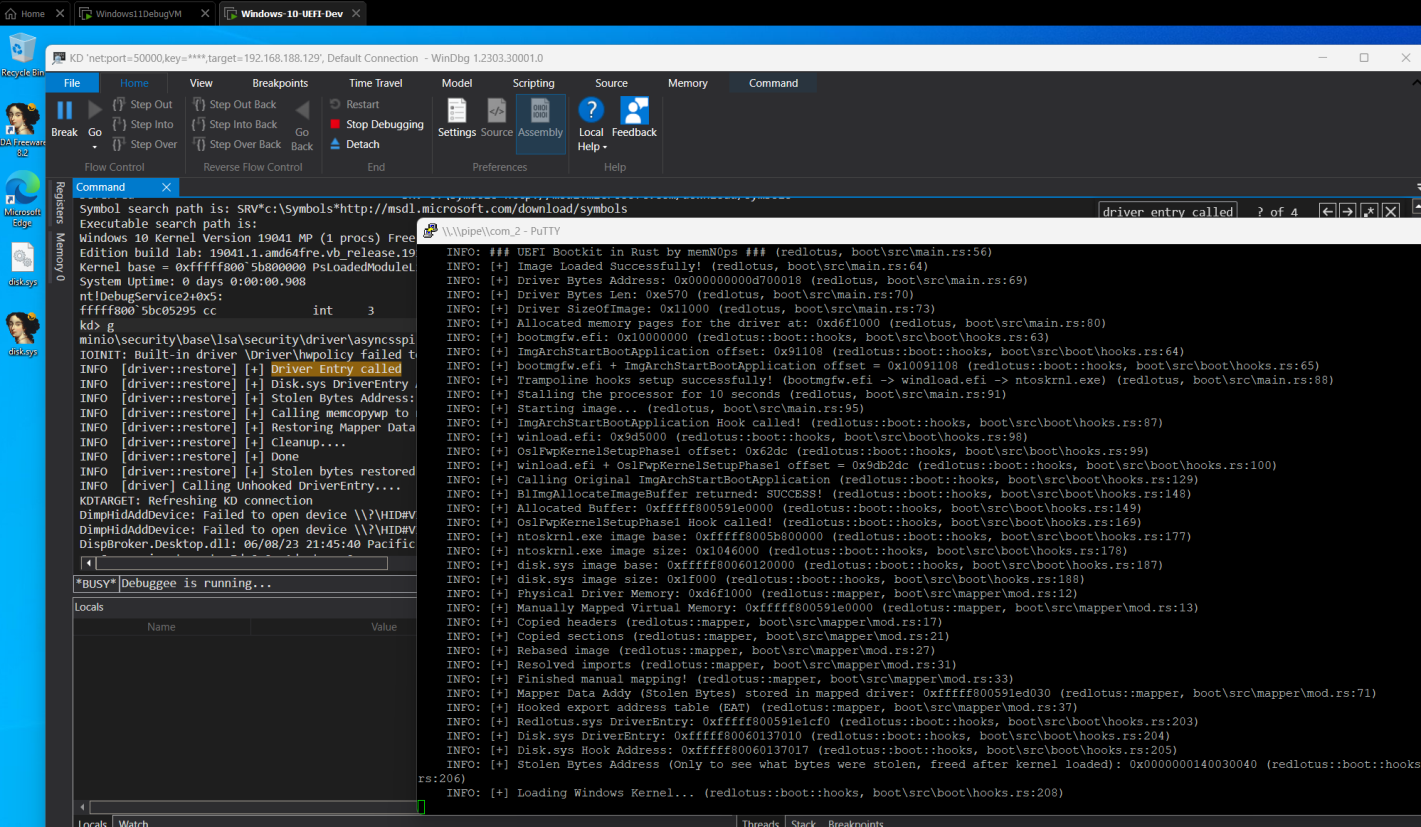 Home
Windows11DebugVM
Windows-10-UEFI-Dev
Recycle Bin
DA Freeware 8.2
Microsoft Edge
disk.sys
disk.sys
KD 'net:port=50000,key=****,target=192.168.188.129', Default Connection - WinDbg 1.2303.30001.0
File Home View Breakpoints Time Travel Model Scripting Source Memory Command
Break Go
Step Out
Step Into
Step Over
Flow Control
Step Out Back
Step Into Back
Step Over Back
Go Back
Reverse Flow Control
Restart
Stop Debugging
Detach
End
Settings Source Assembly
Preferences
Local Help Feedback
Help
Registers
Memory 0
Command
Symbol search path is: SRV*c:\Symbols*http://msdl.microsoft.com/download/symbols
driver entry called ? of 4
Executable search path is:
Windows 10 Kernel Version 19041 MP (1 procs) Free
Edition build lab: 19041.1.amd64fre.vb_release.19
Kernel base = 0xfffff800`5b800000 PsLoadedModuleL
System Uptime: 0 days 0:00:00.908
nt!DebugService2+0x5:
fffff800`5bc05295 cc int 3
kd> g
minio\security\base\lsa\security\driver\asyncsspi
IOINIT: Built-in driver \Driver\hwpolicy failed to
INFO [driver::restore] [+] Driver Entry called
INFO [driver::restore] [+] Disk.sys DriverEntry
INFO [driver::restore] [+] Stolen Bytes Address:
INFO [driver::restore] [+] Calling memcopywp to
INFO [driver::restore] [+] Restoring Mapper Data
INFO [driver::restore] [+] Cleanup....
INFO [driver::restore] [+] Done
INFO [driver::restore] [+] Stolen bytes restored
INFO [driver] Calling Unhooked DriverEntry....
KDTARGET: Refreshing KD connection
DimpHidAddDevice: Failed to open device \\?\HID#V
DimpHidAddDevice: Failed to open device \\?\HID#V
DispBroker.Desktop.dll: 06/08/23 21:45:40 Pacific
*BUSY* Debuggee is running...
Locals
Name Value
Locals Watch
Threads Stack Breakpoints
\\.\\pipe\\com_2 - PuTTY
INFO: ### UEFI Bootkit in Rust by memN0ps ### (redlotus, boot\src\main.rs:56)
INFO: [+] Image Loaded Successfully! (redlotus, boot\src\main.rs:64)
INFO: [+] Driver Bytes Address: 0x000000000d700018 (redlotus, boot\src\main.rs:69)
INFO: [+] Driver Bytes Len: 0xe570 (redlotus, boot\src\main.rs:70)
INFO: [+] Driver SizeOfImage: 0x11000 (redlotus, boot\src\main.rs:73)
INFO: [+] Allocated memory pages for the driver at: 0xd6f1000 (redlotus, boot\src\main.rs:80)
INFO: [+] bootmgfw.efi: 0x10000000 (redlotus::boot::hooks, boot\src\boot\hooks.rs:63)
INFO: [+] ImgArchStartBootApplication offset: 0x91108 (redlotus::boot::hooks, boot\src\boot\hooks.rs:64)
INFO: [+] bootmgfw.efi + ImgArchStartBootApplication offset = 0x10091108 (redlotus::boot::hooks, boot\src\boot\hooks.rs:65)
INFO: [+] Trampoline hooks setup successfully! (bootmgfw.efi -> windload.efi -> ntoskrnl.exe) (redlotus, boot\src\main.rs:88)
INFO: [+] Stalling the processor for 10 seconds (redlotus, boot\src\main.rs:91)
INFO: [+] Starting image... (redlotus, boot\src\main.rs:95)
INFO: [+] ImgArchStartBootApplication Hook called! (redlotus::boot::hooks, boot\src\boot\hooks.rs:87)
INFO: [+] winload.efi: 0x9d5000 (redlotus::boot::hooks, boot\src\boot\hooks.rs:98)
INFO: [+] OslFwpKernelSetupPhase1 offset: 0x62dc (redlotus::boot::hooks, boot\src\boot\hooks.rs:99)
INFO: [+] winload.efi + OslFwpKernelSetupPhase1 offset = 0x9db2dc (redlotus::boot::hooks, boot\src\boot\hooks.rs:100)
INFO: [+] Calling Original ImgArchStartBootApplication (redlotus::boot::hooks, boot\src\boot\hooks.rs:129)
INFO: [+] BlImgAllocateImageBuffer returned: SUCCESS! (redlotus::boot::hooks, boot\src\boot\hooks.rs:148)
INFO: [+] Allocated Buffer: 0xfffff800591e0000 (redlotus::boot::hooks, boot\src\boot\hooks.rs:149)
INFO: [+] OslFwpKernelSetupPhase1 Hook called! (redlotus::boot::hooks, boot\src\boot\hooks.rs:169)
INFO: [+] ntoskrnl.exe image base: 0xfffff8005b800000 (redlotus::boot::hooks, boot\src\boot\hooks.rs:177)
INFO: [+] ntoskrnl.exe image size: 0x1046000 (redlotus::boot::hooks, boot\src\boot\hooks.rs:178)
INFO: [+] disk.sys image base: 0xfffff80060120000 (redlotus::boot::hooks, boot\src\boot\hooks.rs:187)
INFO: [+] disk.sys image size: 0x1f000 (redlotus::boot::hooks, boot\src\boot\hooks.rs:188)
INFO: [+] Physical Driver Memory: 0xd6f1000 (redlotus::mapper, boot\src\mapper\mod.rs:12)
INFO: [+] Manually Mapped Virtual Memory: 0xfffff800591e0000 (redlotus::mapper, boot\src\mapper\mod.rs:13)
INFO: [+] Copied headers (redlotus::mapper, boot\src\mapper\mod.rs:17)
INFO: [+] Copied sections (redlotus::mapper, boot\src\mapper\mod.rs:21)
INFO: [+] Rebased image (redlotus::mapper, boot\src\mapper\mod.rs:27)
INFO: [+] Resolved imports (redlotus::mapper, boot\src\mapper\mod.rs:31)
INFO: [+] Finished manual mapping! (redlotus::mapper, boot\src\mapper\mod.rs:33)
INFO: [+] Mapper Data Addy (Stolen Bytes) stored in mapped driver: 0xfffff800591ed030 (redlotus::mapper, boot\src\mapper\mod.rs:71)
INFO: [+] Hooked export address table (EAT) (redlotus::mapper, boot\src\mapper\mod.rs:37)
INFO: [+] Redlotus.sys DriverEntry: 0xfffff800591e1cf0 (redlotus::boot::hooks, boot\src\boot\hooks.rs:203)
INFO: [+] Disk.sys DriverEntry: 0xfffff80060137010 (redlotus::boot::hooks, boot\src\boot\hooks.rs:204)
INFO: [+] Disk.sys Hook Address: 0xfffff80060137017 (redlotus::boot::hooks, boot\src\boot\hooks.rs:205)
INFO: [+] Stolen Bytes Address (Only to see what bytes were stolen, freed after kernel loaded): 0x0000000140030040 (redlotus::boot::hooks
rs:206)
INFO: [+] Loading Windows Kernel... (redlotus::boot::hooks, boot\src\boot\hooks.rs:208)